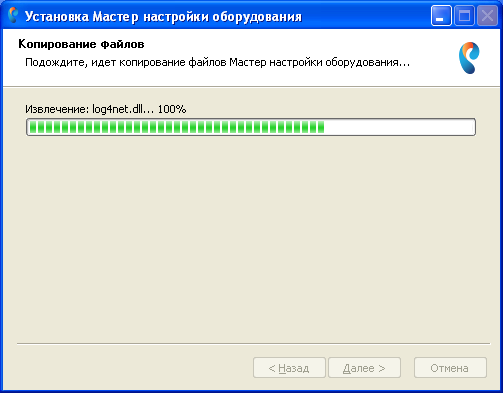 Установка Мастер настройки оборудования
Копирование файлов
Подождите, идет копирование файлов Мастер настройки оборудования...
Извлечение: log4net.dll... 100%
< Назад
Далее >
Отмена